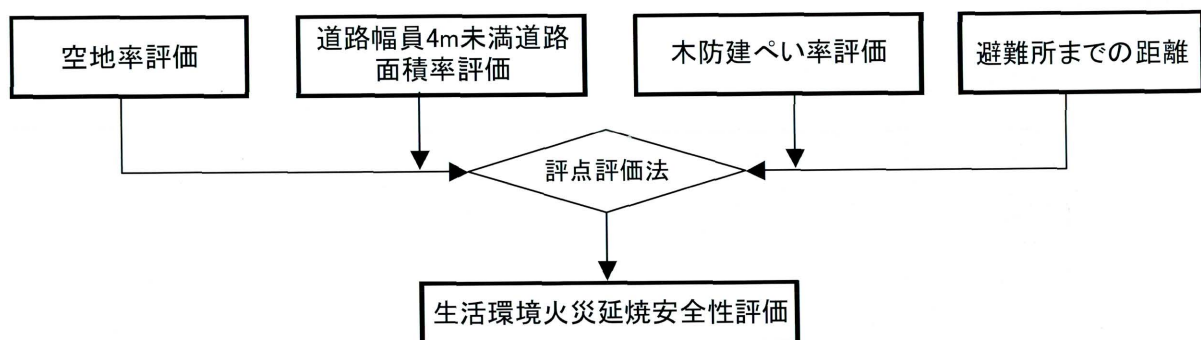 空地率評価
道路幅員4m未満道路
面積率評価
木防建ぺい率評価
避難所までの距離
評点評価法
生活環境火災延焼安全性評価